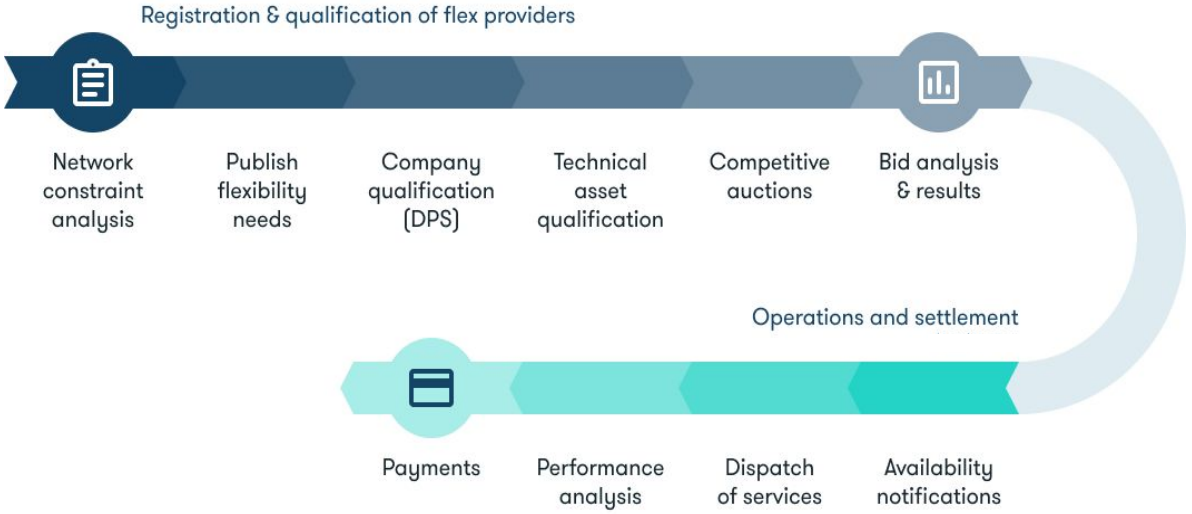 Registration & qualification of flex providers
Network
constraint
analysis
Publish
flexibility
needs
Company
qualification
(DPS)
Technical
asset
qualification
Competitive
auctions
Bid analysis
& results
Operations and settlement
Payments
Performance
analysis
Dispatch
of services
Availability
notifications